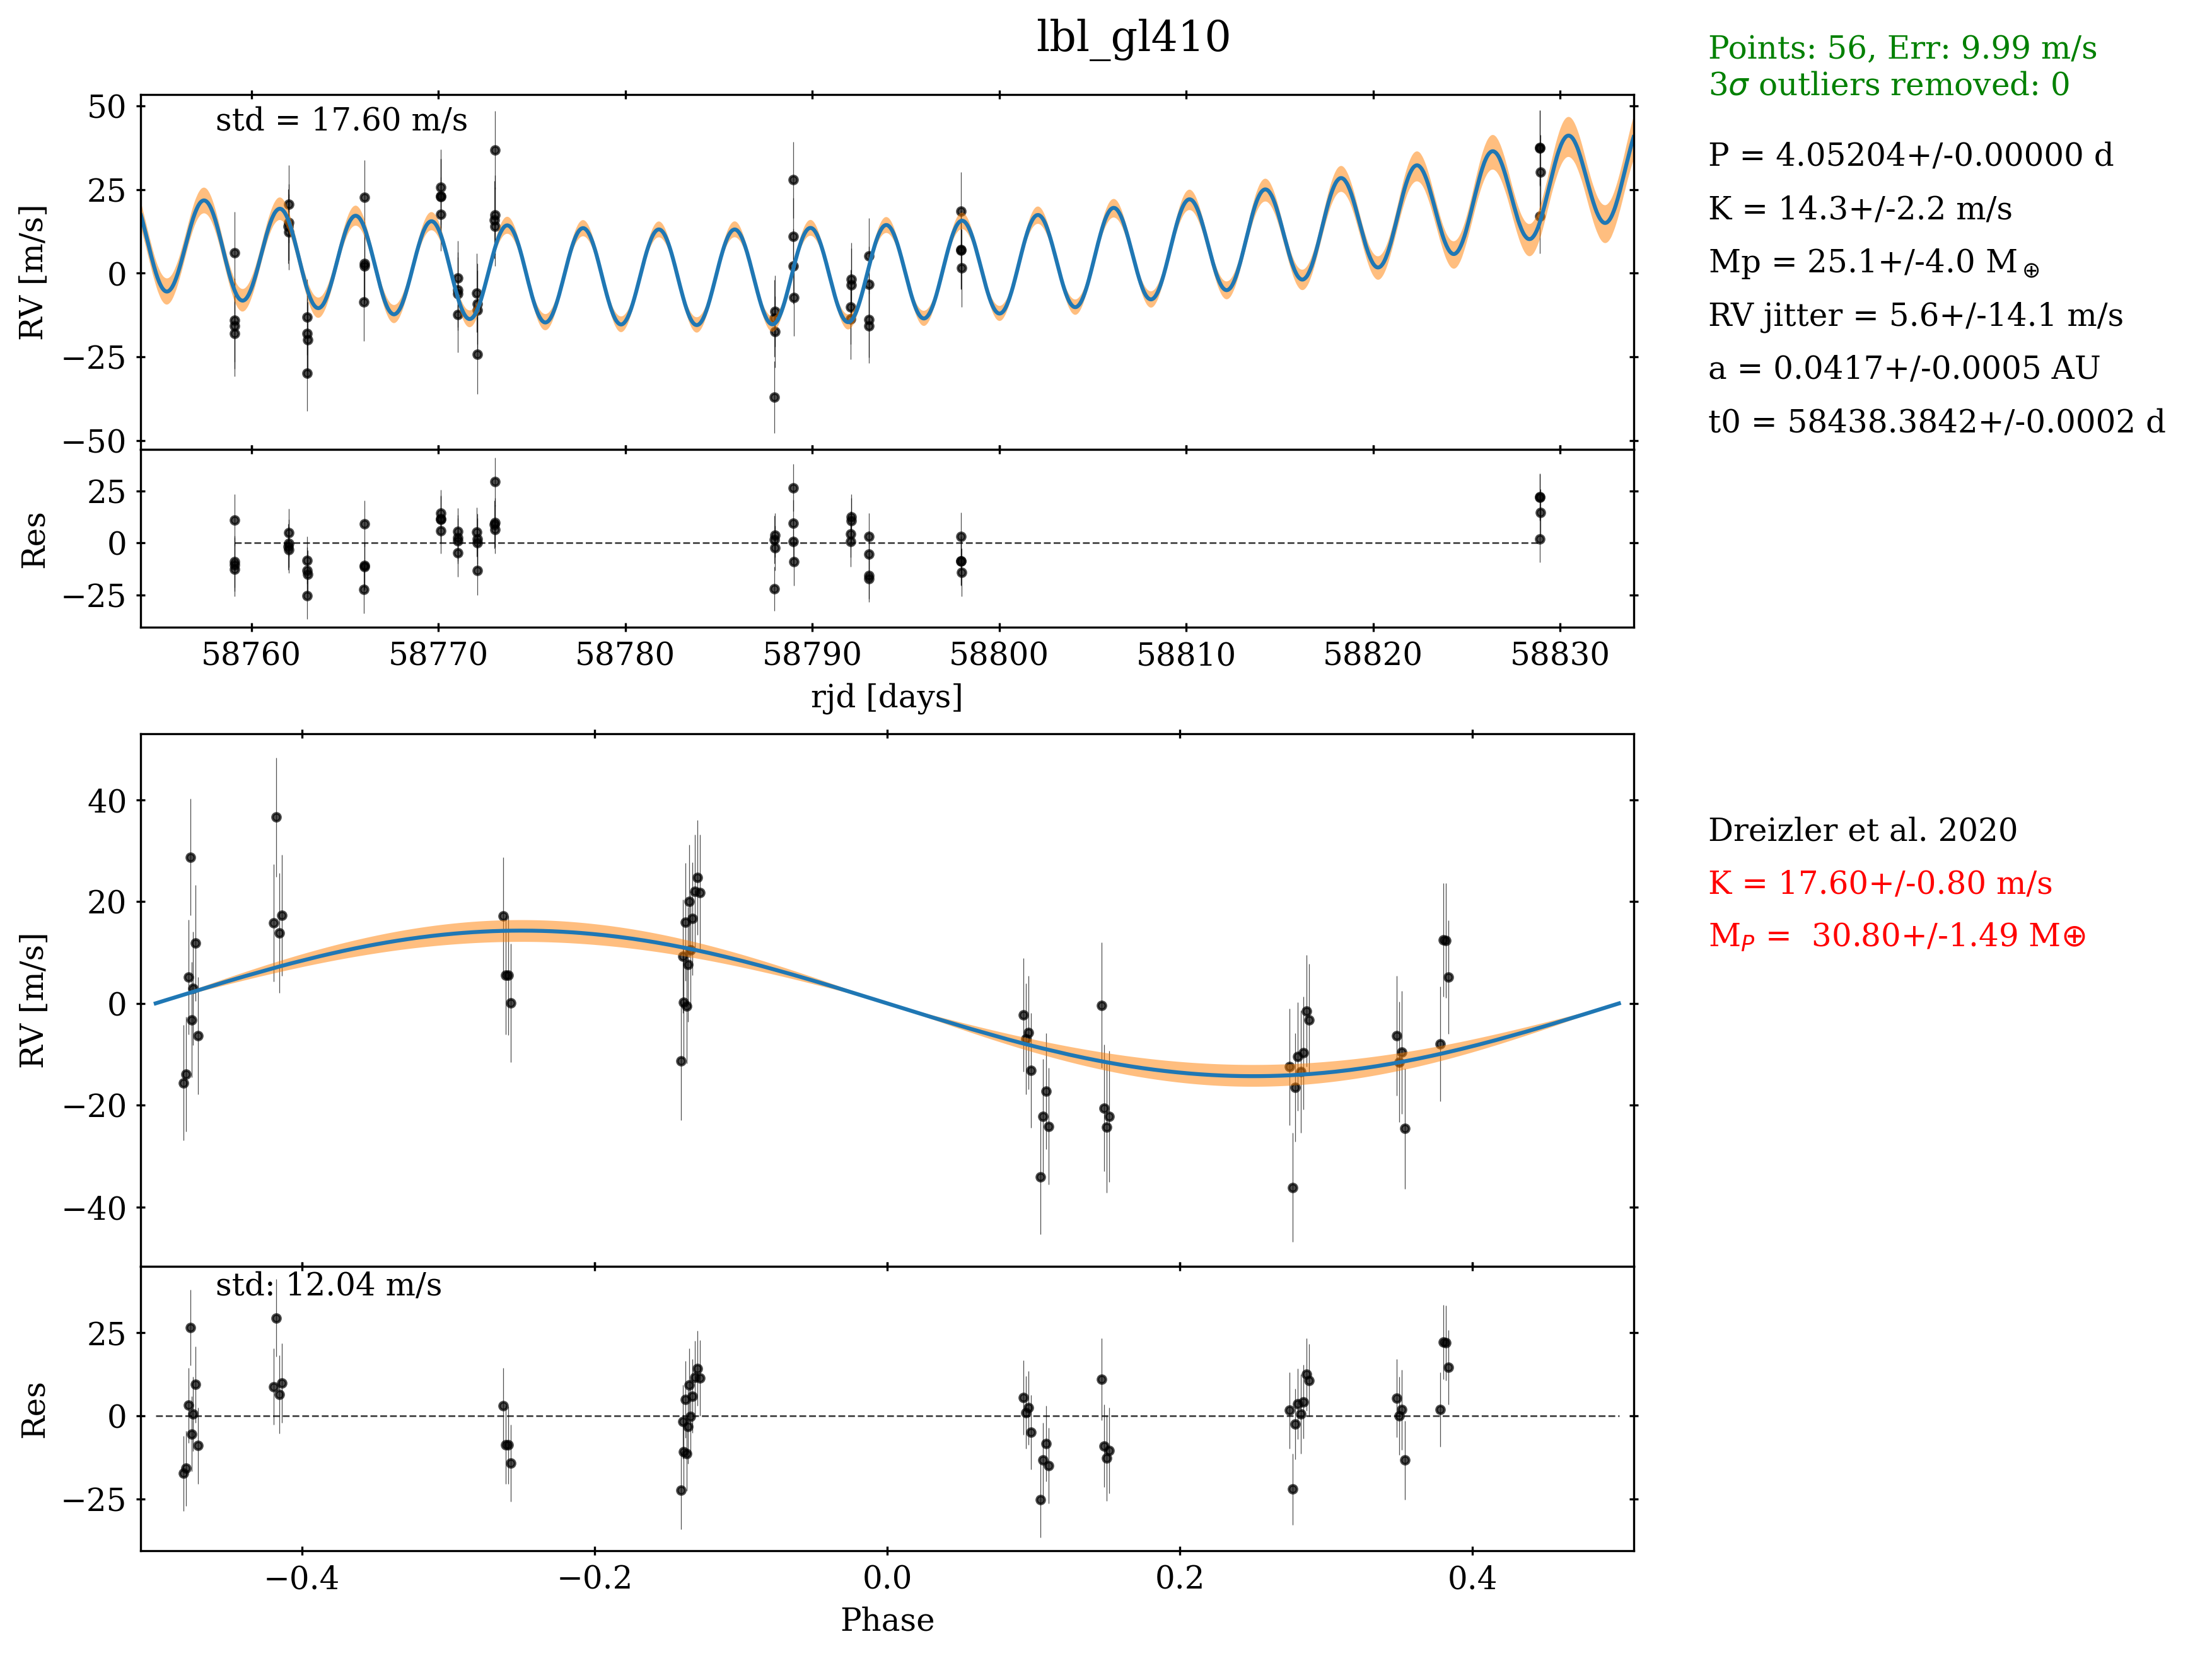 lbl_gl410
Points: 56, Err: 9.99 m/s
3σ outliers removed: 0
P = 4.05204+/-0.00000 d
K = 14.3+/-2.2 m/s
Mp = 25.1+/-4.0 M⊕
RV jitter = 5.6+/-14.1 m/s
a = 0.0417+/-0.0005 AU
t0 = 58438.3842+/-0.0002 d
std = 17.60 m/s
RV [m/s]
50
25
0
−25
−50
Res
25
0
−25
58760 58770 58780 58790 58800 58810 58820 58830
rjd [days]
RV [m/s]
40
20
0
−20
−40
Dreizler et al. 2020
K = 17.60+/-0.80 m/s
M_P = 30.80+/-1.49 M⊕
std: 12.04 m/s
Res
25
0
−25
−0.4 −0.2 0.0 0.2 0.4
Phase